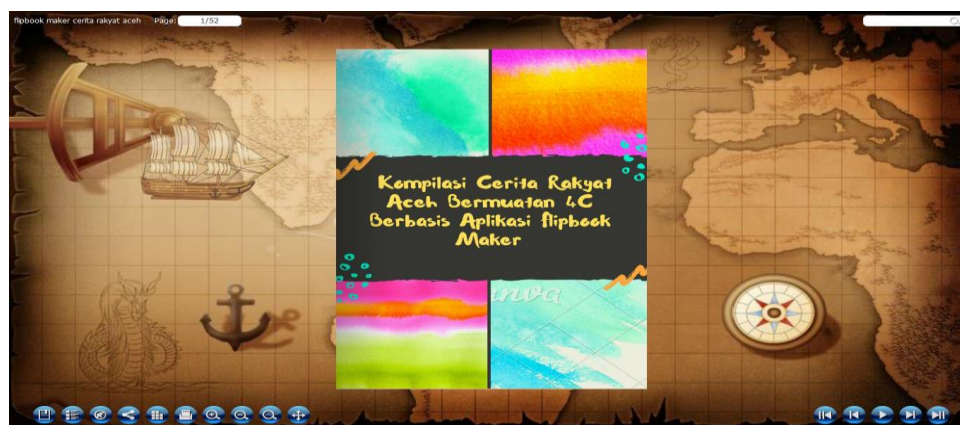 flipbook maker cerita rakyat aceh Page: 1/52
Kompilasi Cerita Rakyat
Aceh Bermuatan 4C
Berbasis Aplikasi flipbook
Maker